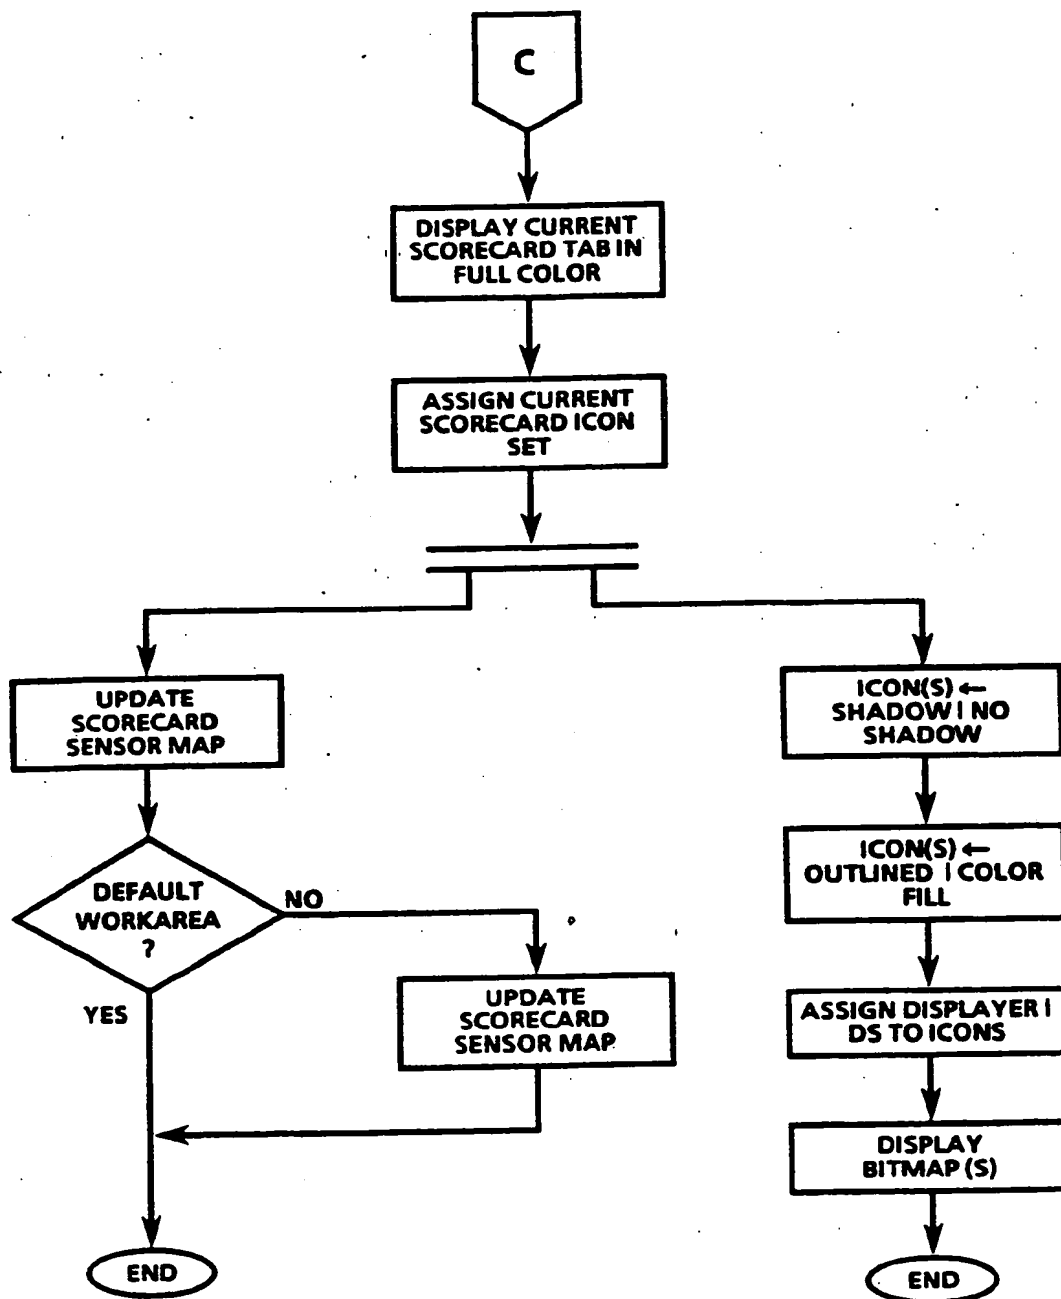 C
DISPLAY CURRENT
SCORECARD TAB IN
FULL COLOR
ASSIGN CURRENT
SCORECARD ICON
SET
UPDATE
SCORECARD
SENSOR MAP
DEFAULT
WORKAREA
?
NO
YES
UPDATE
SCORECARD
SENSOR MAP
END
ICON(S) ←
SHADOW | NO
SHADOW
ICON(S) ←
OUTLINED | COLOR
FILL
ASSIGN DISPLAYER I
DS TO ICONS
DISPLAY
BITMAP (S)
END